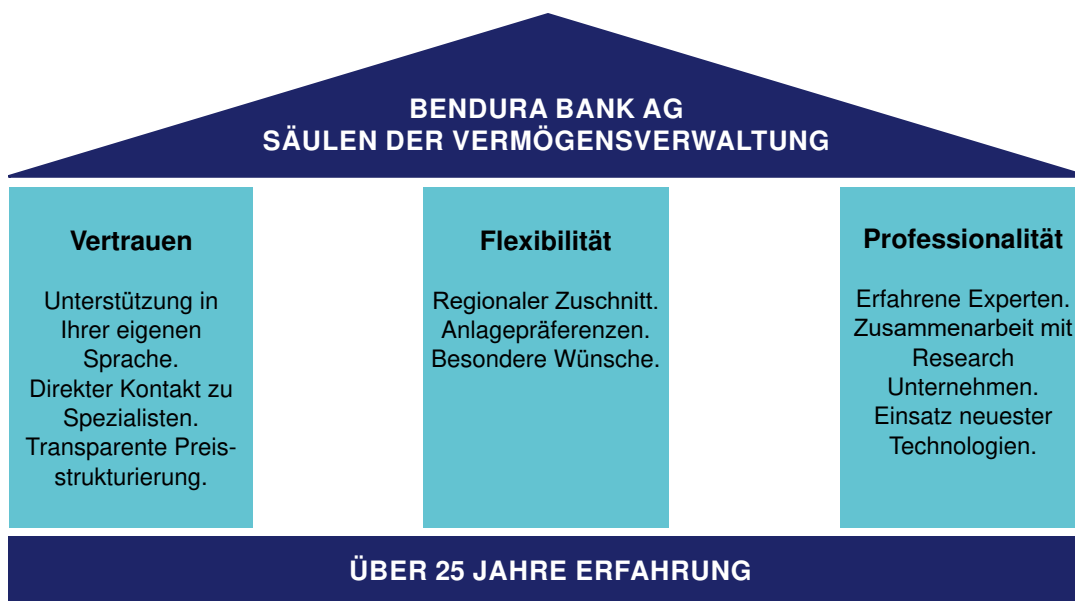 BENDURA BANK AG
SÄULEN DER VERMÖGENSVERWALTUNG
Vertrauen
Unterstützung in
Ihrer eigenen
Sprache.
Direkter Kontakt zu
Spezialisten.
Transparente Preis-
strukturierung.
Flexibilität
Regionaler Zuschnitt.
Anlagepräferenzen.
Besondere Wünsche.
Professionalität
Erfahrene Experten.
Zusammenarbeit mit
Research
Unternehmen.
Einsatz neuester
Technologien.
ÜBER 25 JAHRE ERFAHRUNG